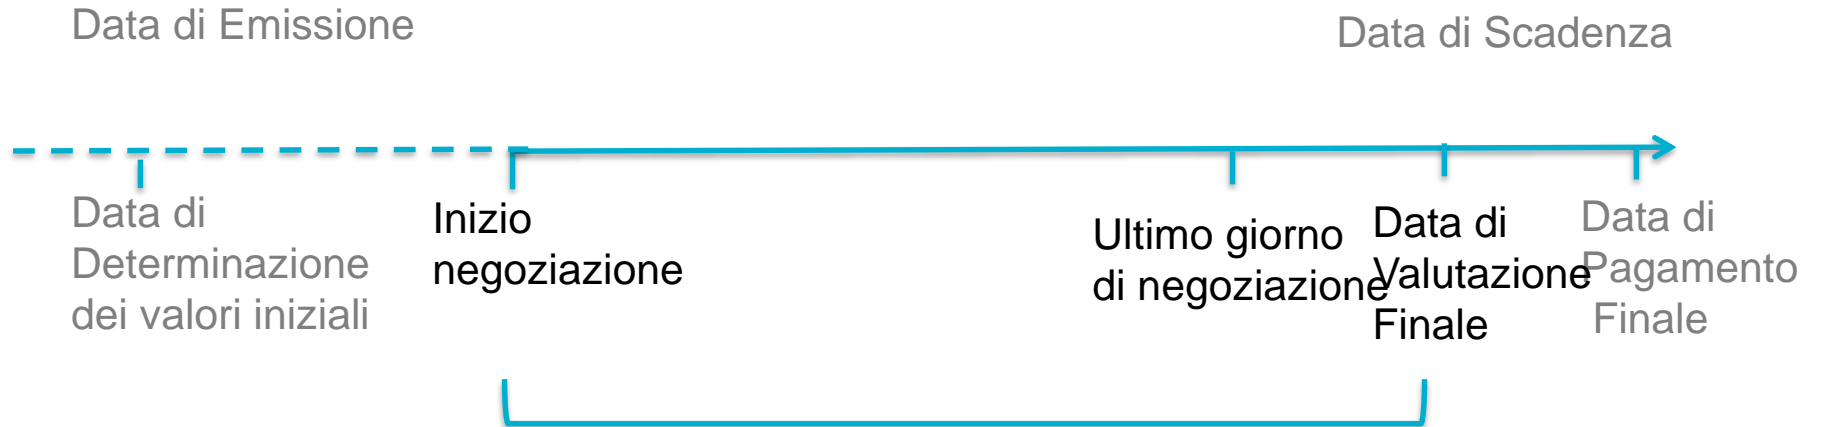 Data di Emissione
Data di Scadenza
Data di
Determinazione
dei valori iniziali
Inizio
negoziazione
Ultimo giorno
di negoziazione
Data di
Valutazione
Finale
Data di
Pagamento
Finale